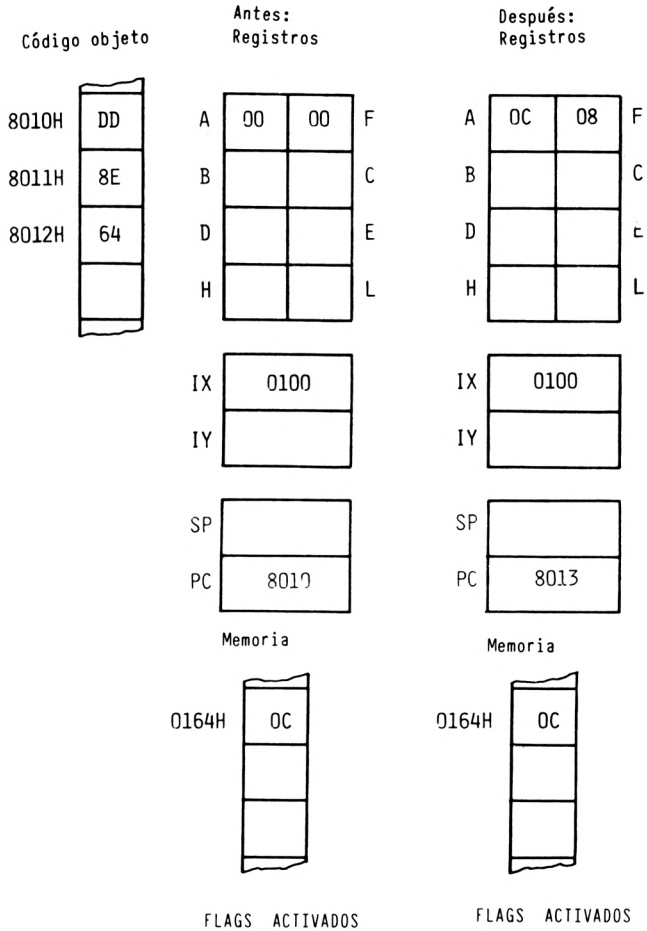 Código objeto
Antes:
Registros
Después:
Registros
8010H DD
8011H 8E
8012H 64
A 00 00 F
B C
D E
H L
IX 0100
IY
SP
PC 8010
Memoria
0164H 0C
FLAGS ACTIVADOS
A 0C 08 F
B C
D E
H L
IX 0100
IY
SP
PC 8013
Memoria
0164H 0C
FLAGS ACTIVADOS